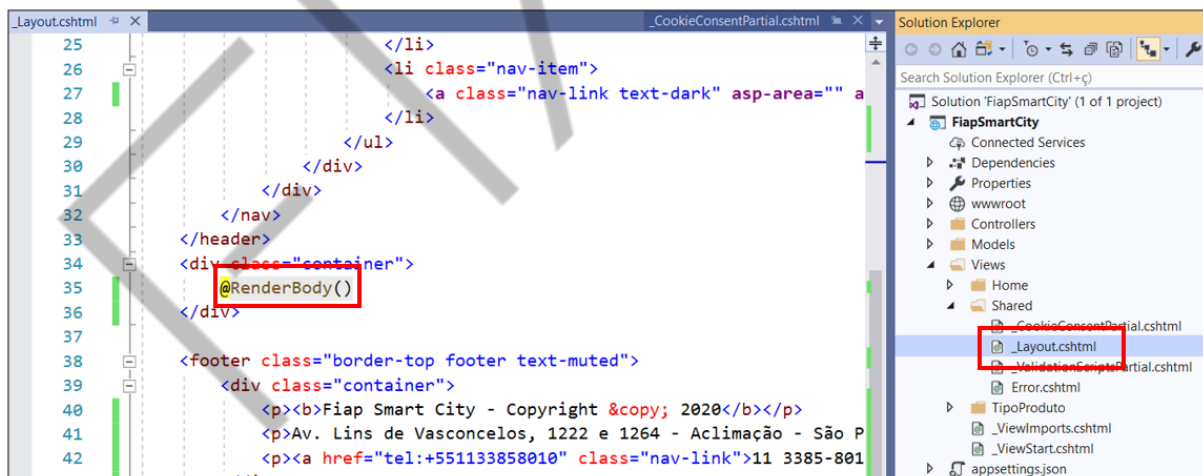 _Layout.cshtml
_CookieConsentPartial.cshtml
25 </li>
26 <li class="nav-item">
27 <a class="nav-link text-dark" asp-area="" a
28 </li>
29 </ul>
30 </div>
31 </div>
32 </nav>
33 </header>
34 <div class="container">
35 @RenderBody()
36 </div>
37
38 <footer class="border-top footer text-muted">
39 <div class="container">
40 <p><b>Fiap Smart City - Copyright &copy; 2020</b></p>
41 <p>Av. Lins de Vasconcelos, 1222 e 1264 - Aclimação - São P
42 <p><a href="tel:+551133858010" class="nav-link">11 3385-801
Solution Explorer
Search Solution Explorer (Ctrl+ç)
Solution 'FiapSmartCity' (1 of 1 project)
FiapSmartCity
Connected Services
Dependencies
Properties
wwwroot
Controllers
Models
Views
Home
Shared
_CookieConsentPartial.cshtml
_Layout.cshtml
_ValidationScriptsPartial.cshtml
Error.cshtml
TipoProduto
_ViewImports.cshtml
_ViewStart.cshtml
appsettings.json